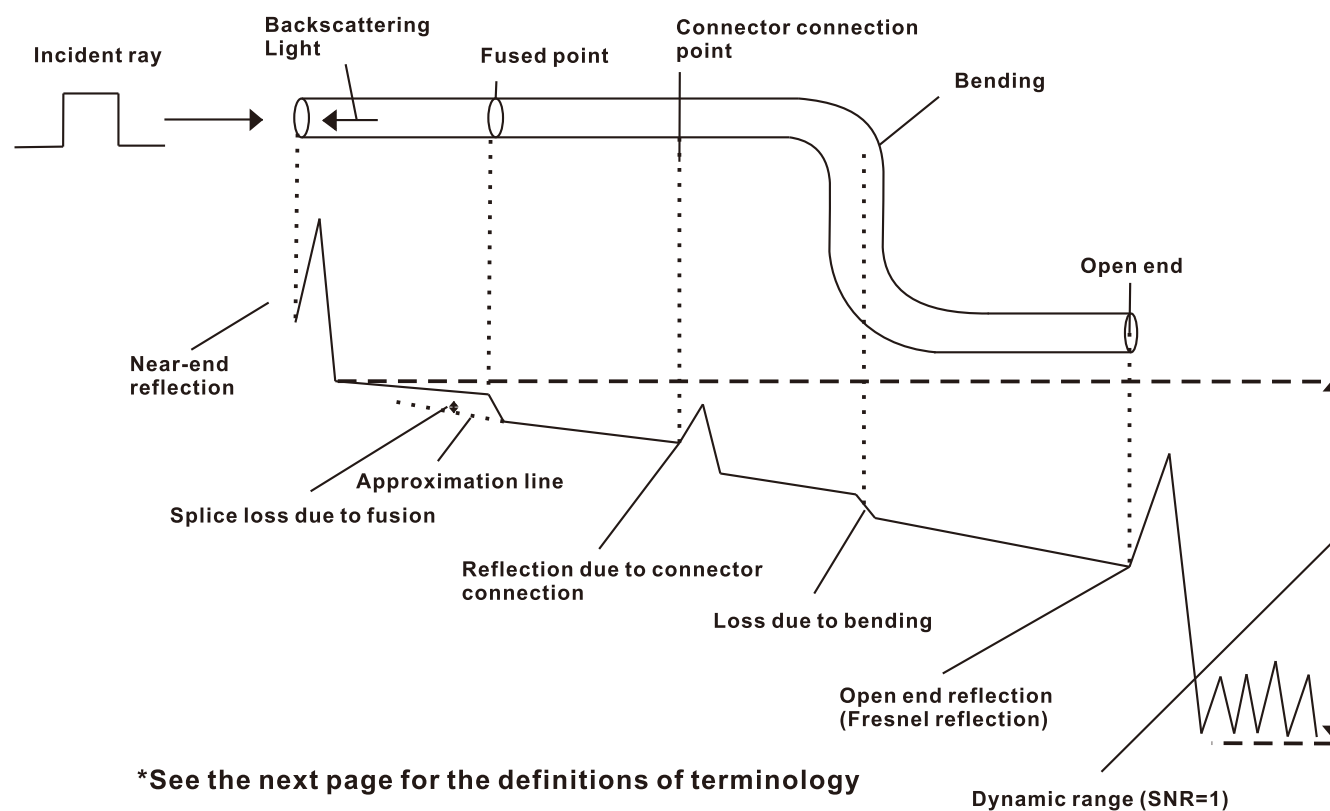 Incident ray
Backscattering
Light
Fused point
Connector connection
point
Bending
Open end
Near-end
reflection
Approximation line
Splice loss due to fusion
Reflection due to connector
connection
Loss due to bending
Open end reflection
(Fresnel reflection)
*See the next page for the definitions of terminology
Dynamic range (SNR=1)